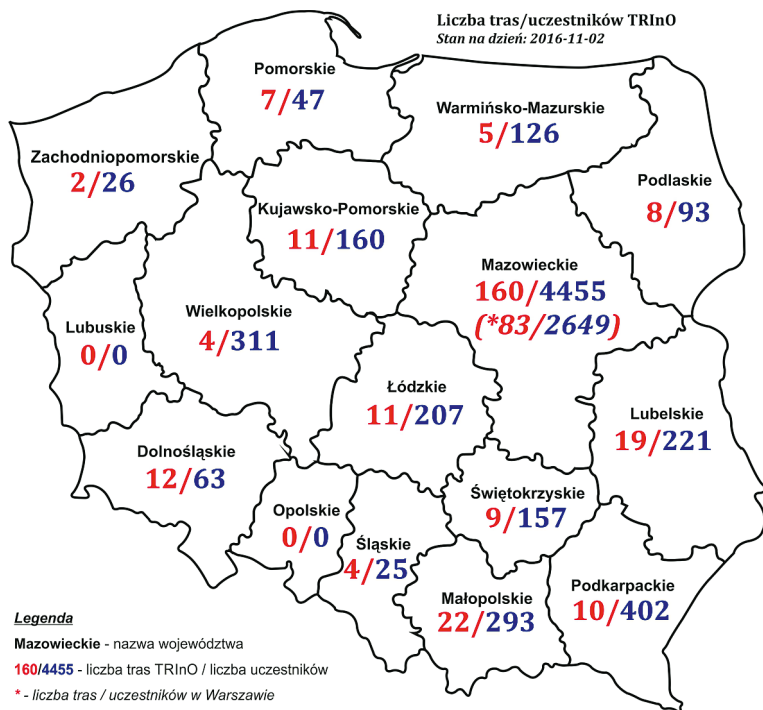 Liczba tras/uczestników TRInO
Stan na dzień: 2016-11-02
Pomorskie
7/47
Warmińsko-Mazurskie
5/126
Zachodniopomorskie
2/26
Podlaskie
8/93
Kujawsko-Pomorskie
11/160
Mazowieckie
160/4455
(*83/2649)
Wielkopolskie
4/311
Lubuskie
0/0
Łódzkie
11/207
Lubelskie
19/221
Dolnośląskie
12/63
Świętokrzyskie
9/157
Opolskie
0/0
Śląskie
4/25
Małopolskie
22/293
Podkarpackie
10/402
Legenda
Mazowieckie - nazwa województwa
160/4455 - liczba tras TRInO / liczba uczestników
* - liczba tras / uczestników w Warszawie